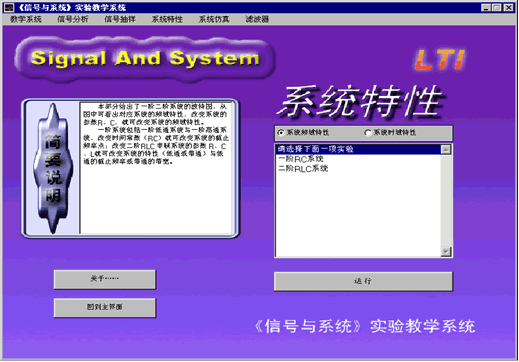 《信号与系统》实验教学系统
教学系统 信号分析 信号抽样 系统特性 系统仿真 滤波器
Signal And System
LTI
系统特性
简要说明
本部分给出了一阶二阶系统的波特图，从
图中可看出对应系统的频域特性，改变系统的
参数R、C，就可改变系统的频域特性。
一阶系统包括一阶低通系统与一阶高通系
统，改变时间常数（RC）就可改变系统的截止
频率点；改变二阶RLC串联系统的参数R、C
、L就可改变系统的特性（低通或带通）与低
通的截止频率或带通的带宽。
系统频域特性 系统时域特性
请选择下面一项实验
一阶RC系统
二阶RLC系统
关于······
进 行
回到主界面
《信号与系统》实验教学系统